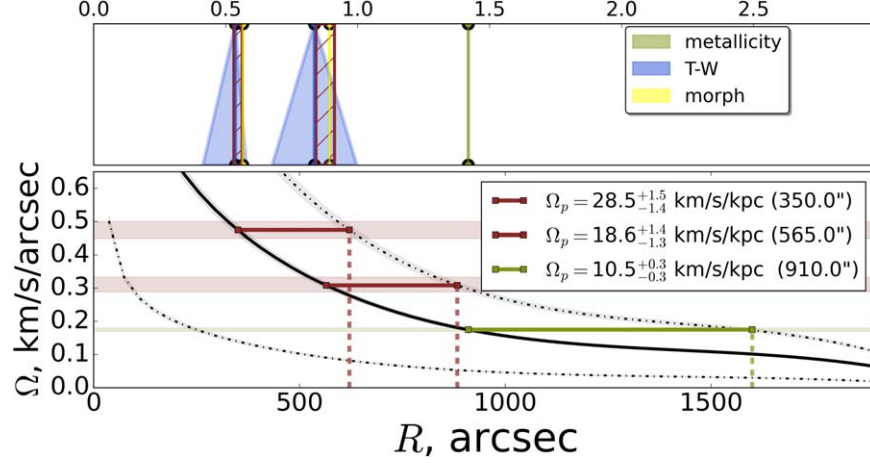 0.0 0.5 1.0 1.5 2.0 2.5
metallicity
T-W
morph
Ω, km/s/arcsec
0.6
0.5
0.4
0.3
0.2
0.1
0.0
Ω_p = 28.5^{+1.5}_{-1.4} km/s/kpc (350.0")
Ω_p = 18.6^{+1.4}_{-1.3} km/s/kpc (565.0")
Ω_p = 10.5^{+0.3}_{-0.3} km/s/kpc (910.0")
0 500 1000 1500
R, arcsec